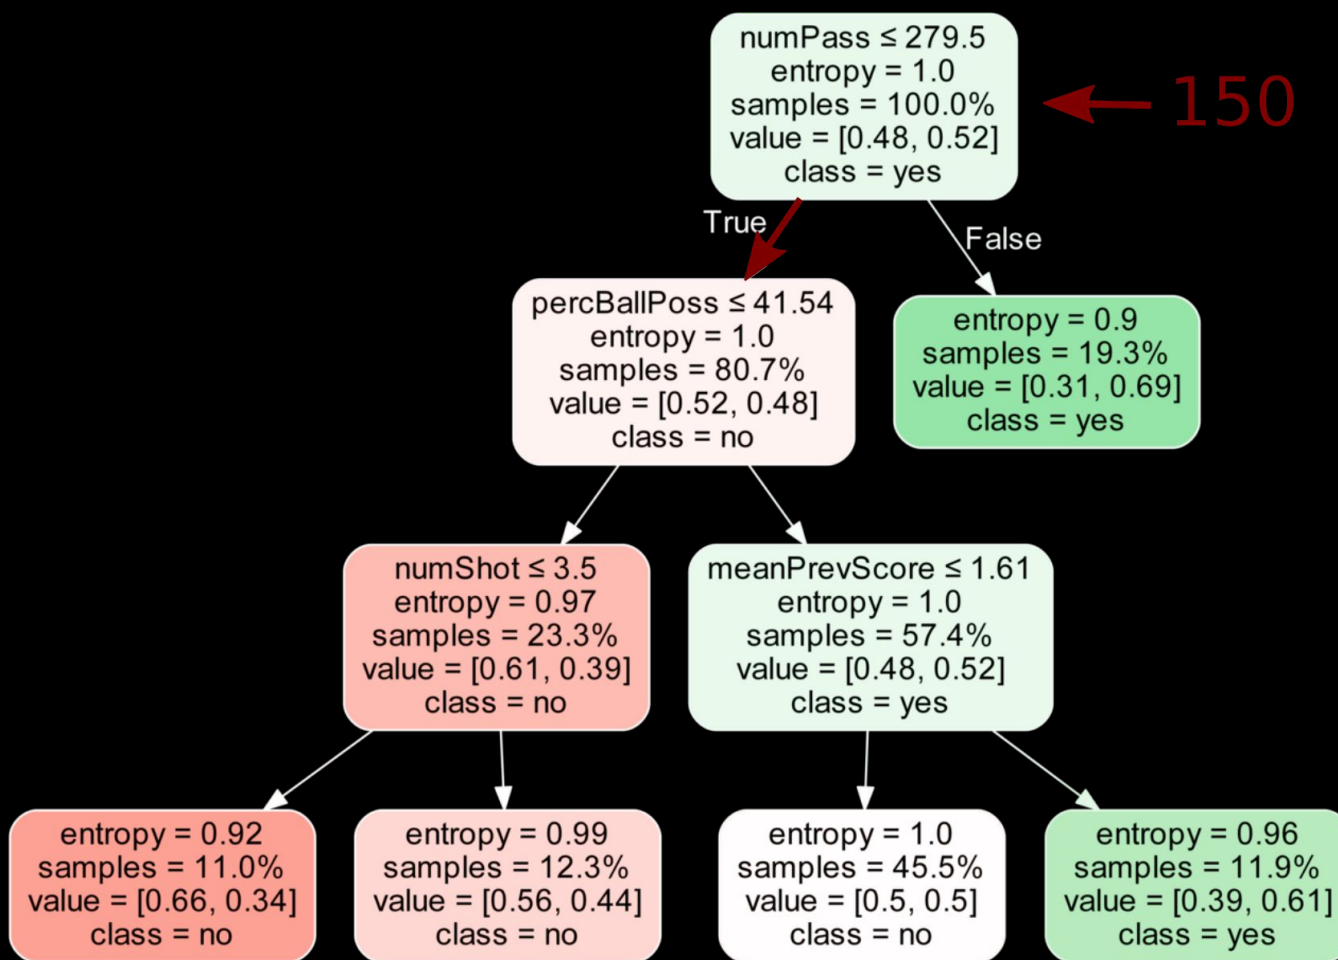 numPass ≤ 279.5
entropy = 1.0
samples = 100.0%
value = [0.48, 0.52]
class = yes
150
True
False
percBallPoss ≤ 41.54
entropy = 1.0
samples = 80.7%
value = [0.52, 0.48]
class = no
entropy = 0.9
samples = 19.3%
value = [0.31, 0.69]
class = yes
numShot ≤ 3.5
entropy = 0.97
samples = 23.3%
value = [0.61, 0.39]
class = no
meanPrevScore ≤ 1.61
entropy = 1.0
samples = 57.4%
value = [0.48, 0.52]
class = yes
entropy = 0.92
samples = 11.0%
value = [0.66, 0.34]
class = no
entropy = 0.99
samples = 12.3%
value = [0.56, 0.44]
class = no
entropy = 1.0
samples = 45.5%
value = [0.5, 0.5]
class = no
entropy = 0.96
samples = 11.9%
value = [0.39, 0.61]
class = yes